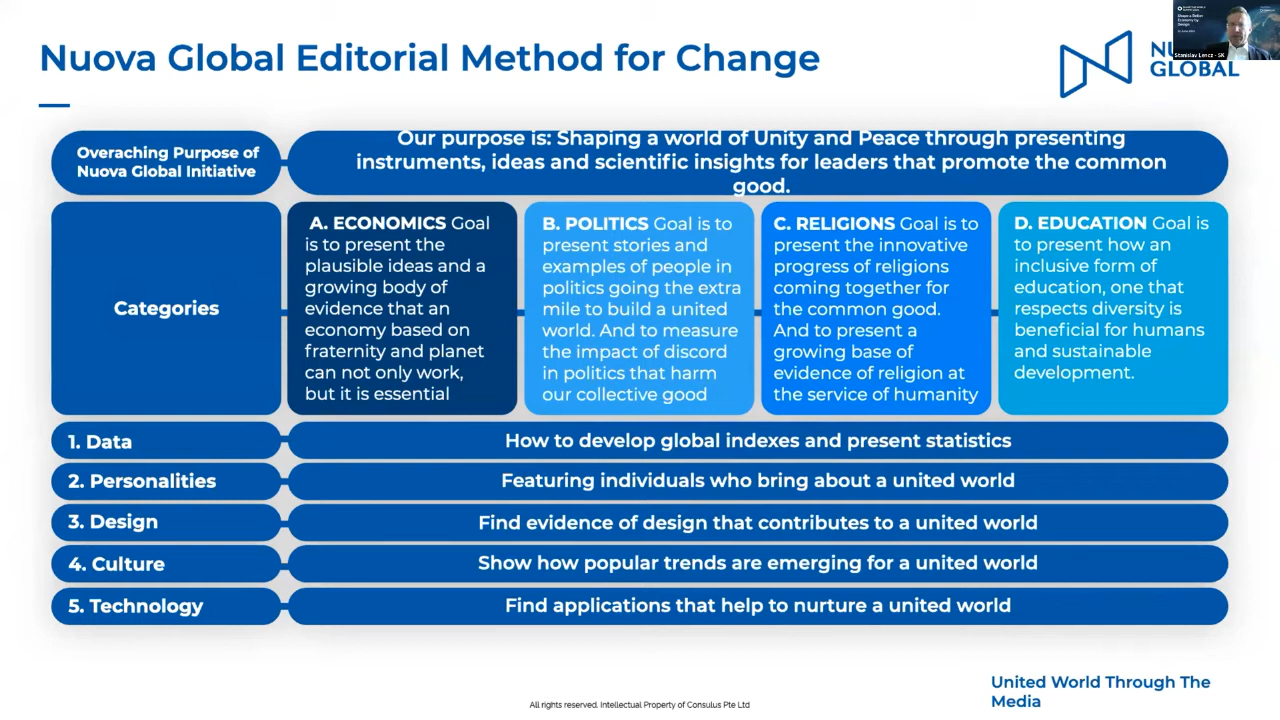 Nuova Global Editorial Method for Change
NU
GLOBAL
Shape a Better
Economy by
Design
Stanislav Lencz - SK
Overaching Purpose of
Nuova Global Initiative
Our purpose is: Shaping a world of Unity and Peace through presenting
instruments, ideas and scientific insights for leaders that promote the common
good.
Categories
A. ECONOMICS Goal
is to present the
plausible ideas and a
growing body of
evidence that an
economy based on
fraternity and planet
can not only work,
but it is essential
B. POLITICS Goal is to
present stories and
examples of people in
politics going the extra
mile to build a united
world. And to measure
the impact of discord
in politics that harm
our collective good
C. RELIGIONS Goal is to
present the innovative
progress of religions
coming together for
the common good.
And to present a
growing base of
evidence of religion at
the service of humanity
D. EDUCATION Goal is
to present how an
inclusive form of
education, one that
respects diversity is
beneficial for humans
and sustainable
development.
1. Data
How to develop global indexes and present statistics
2. Personalities
Featuring individuals who bring about a united world
3. Design
Find evidence of design that contributes to a united world
4. Culture
Show how popular trends are emerging for a united world
5. Technology
Find applications that help to nurture a united world
United World Through The
Media
All rights reserved. Intellectual Property of Consulus Pte Ltd